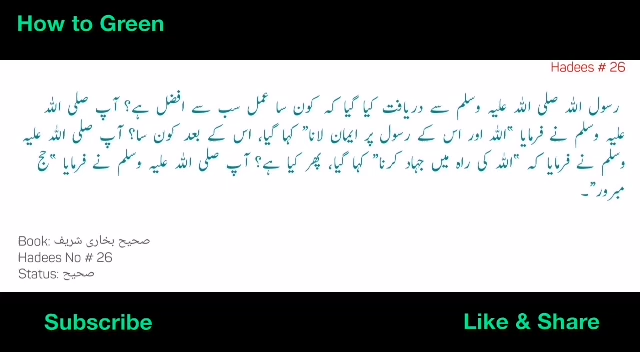 How to Green
Hadees # 26
رسول اللہ صلی اللہ علیہ وسلم سے دریافت کیا گیا کہ کون سا عمل سب سے افضل ہے؟ آپ صلی اللہ
علیہ وسلم نے فرمایا "اللہ اور اس کے رسول پر ایمان لانا" کہا گیا، اس کے بعد کون سا؟ آپ صلی اللہ علیہ
وسلم نے فرمایا کہ "اللہ کی راہ میں جہاد کرنا" کہا گیا، پھر کیا ہے؟ آپ صلی اللہ علیہ وسلم نے فرمایا "حج
مبرور"۔
Book: صحیح بخاری شریف
Hadees No # 26
Status: صحیح
Subscribe
Like & Share